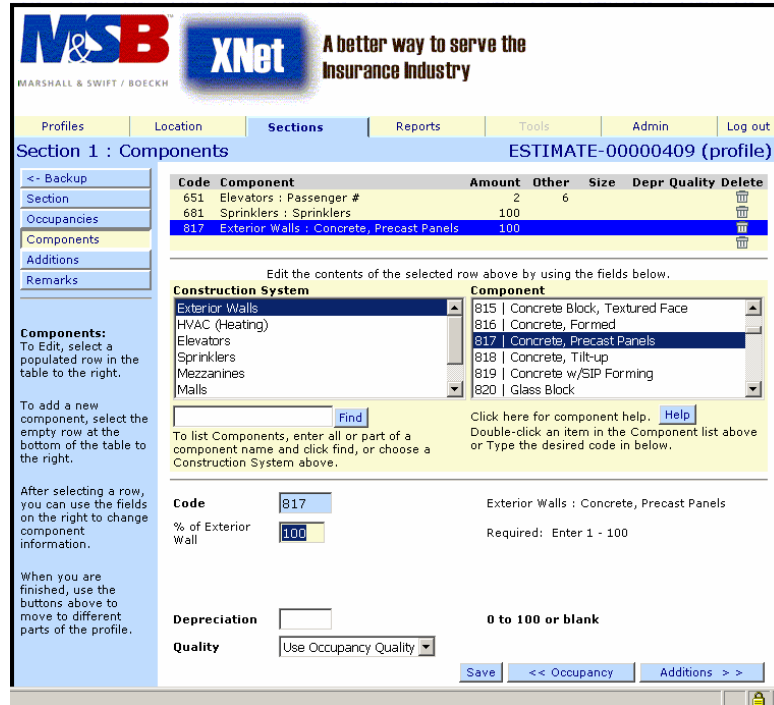 M&SB
MARSHALL & SWIFT / BOECKH
XNet
A better way to serve the
Insurance Industry
Profiles Location Sections Reports Tools Admin Log out
Section 1 : Components ESTIMATE-00000409 (profile)
<- Backup
Section
Occupancies
Components
Additions
Remarks
Components:
To Edit, select a
populated row in the
table to the right.
To add a new
component, select the
empty row at the
bottom of the table to
the right.
After selecting a row,
you can use the fields
on the right to change
component
information.
When you are
finished, use the
buttons above to
move to different
parts of the profile.
Code Component Amount Other Size Depr Quality Delete
651 Elevators : Passenger # 2 6
681 Sprinklers : Sprinklers 100
817 Exterior Walls : Concrete, Precast Panels 100
Edit the contents of the selected row above by using the fields below.
Construction System
Exterior Walls
HVAC (Heating)
Elevators
Sprinklers
Mezzanines
Malls
Find
To list Components, enter all or part of a
component name and click find, or choose a
Construction System above.
Component
815 | Concrete Block, Textured Face
816 | Concrete, Formed
817 | Concrete, Precast Panels
818 | Concrete, Tilt-up
819 | Concrete w/SIP Forming
820 | Glass Block
Click here for component help. Help
Double-click an item in the Component list above
or Type the desired code in below.
Code 817 Exterior Walls : Concrete, Precast Panels
% of Exterior
Wall
100 Required: Enter 1 - 100
Depreciation 0 to 100 or blank
Quality Use Occupancy Quality
Save << Occupancy Additions > >